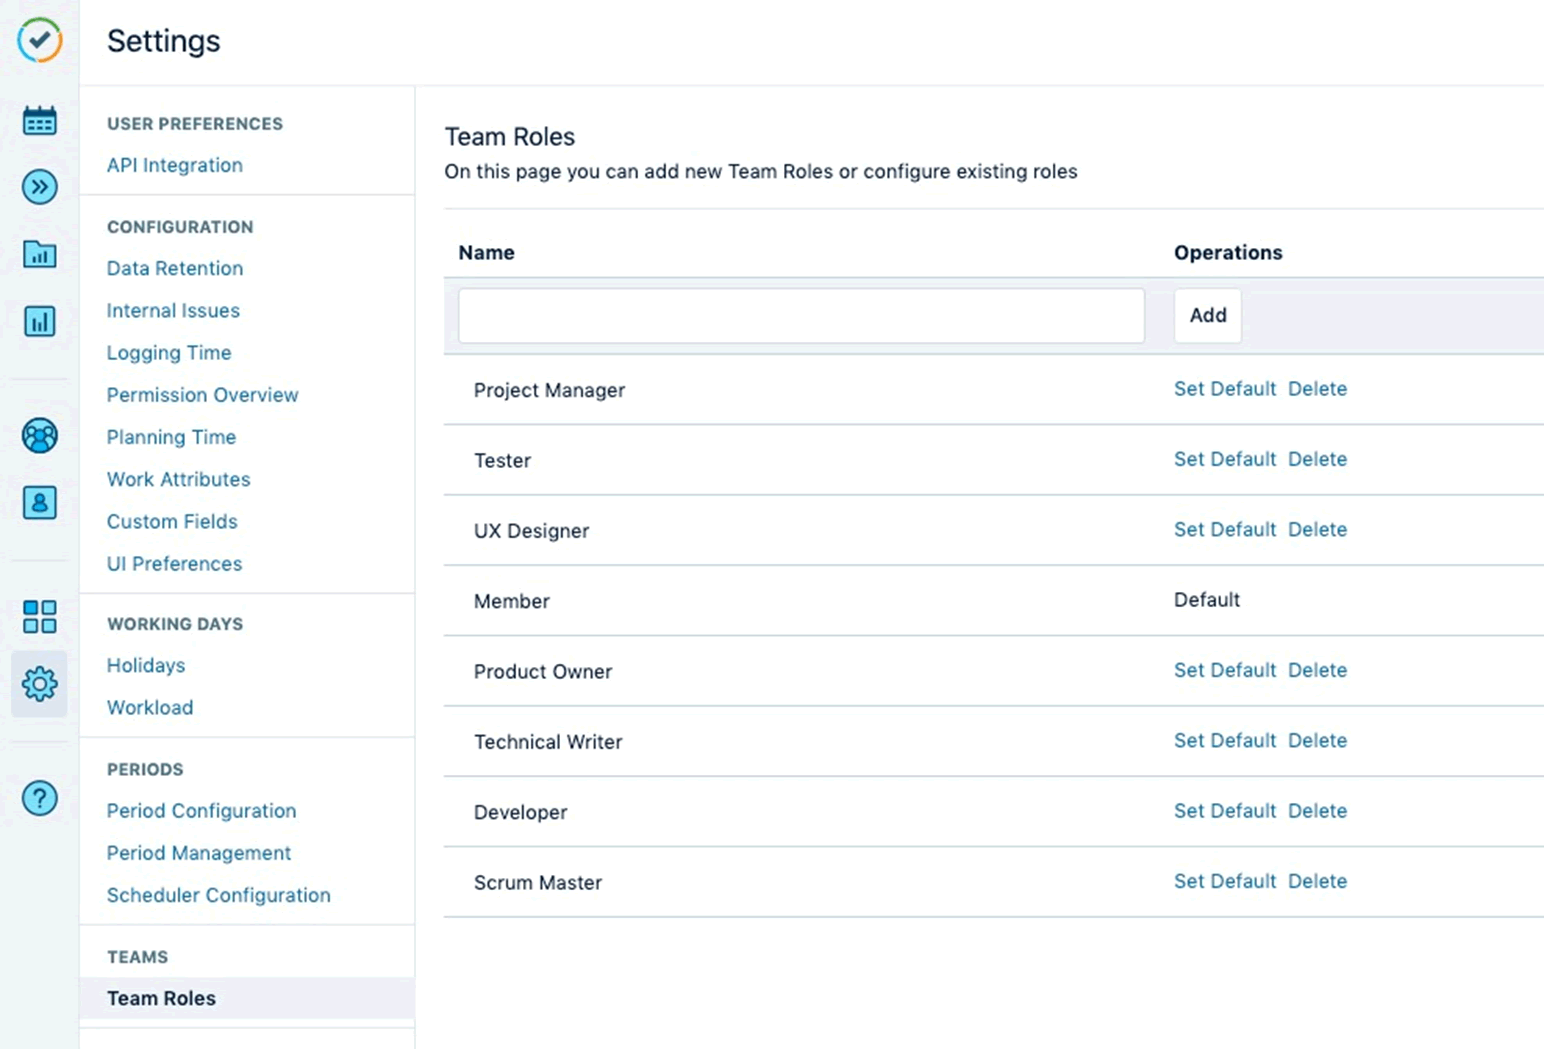 Settings
USER PREFERENCES
API Integration
CONFIGURATION
Data Retention
Internal Issues
Logging Time
Permission Overview
Planning Time
Work Attributes
Custom Fields
UI Preferences
WORKING DAYS
Holidays
Workload
PERIODS
Period Configuration
Period Management
Scheduler Configuration
TEAMS
Team Roles
Team Roles
On this page you can add new Team Roles or configure existing roles
Name Operations
Add
Project Manager Set Default Delete
Tester Set Default Delete
UX Designer Set Default Delete
Member Default
Product Owner Set Default Delete
Technical Writer Set Default Delete
Developer Set Default Delete
Scrum Master Set Default Delete
?